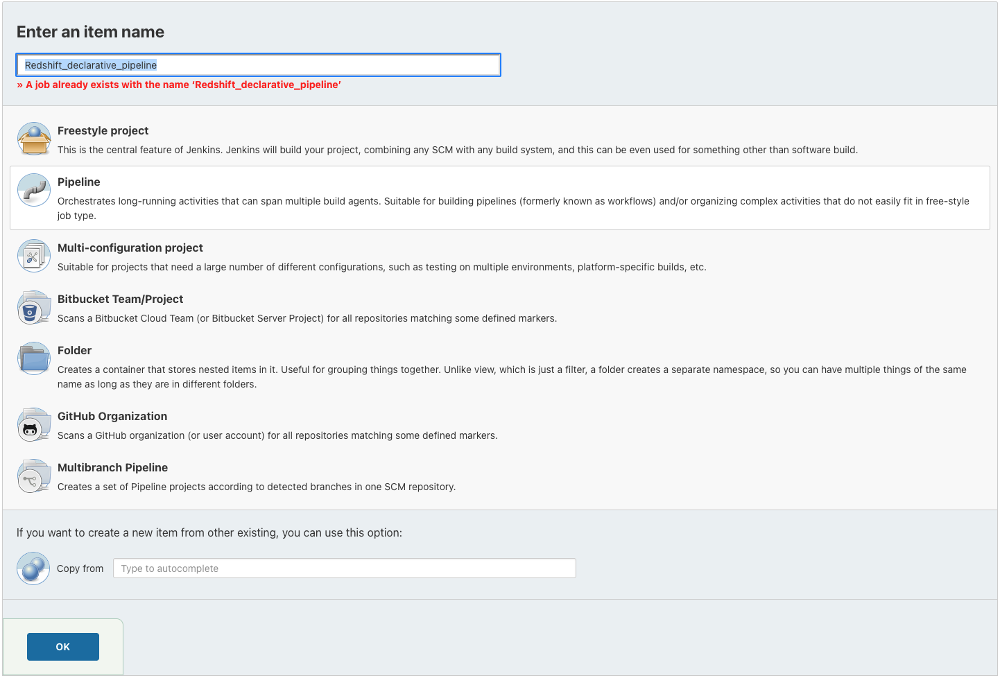 Enter an item name
Redshift_declarative_pipeline
» A job already exists with the name ‘Redshift_declarative_pipeline’
Freestyle project
This is the central feature of Jenkins. Jenkins will build your project, combining any SCM with any build system, and this can be even used for something other than software build.
Pipeline
Orchestrates long-running activities that can span multiple build agents. Suitable for building pipelines (formerly known as workflows) and/or organizing complex activities that do not easily fit in free-style
job type.
Multi-configuration project
Suitable for projects that need a large number of different configurations, such as testing on multiple environments, platform-specific builds, etc.
Bitbucket Team/Project
Scans a Bitbucket Cloud Team (or Bitbucket Server Project) for all repositories matching some defined markers.
Folder
Creates a container that stores nested items in it. Useful for grouping things together. Unlike view, which is just a filter, a folder creates a separate namespace, so you can have multiple things of the same
name as long as they are in different folders.
GitHub Organization
Scans a GitHub organization (or user account) for all repositories matching some defined markers.
Multibranch Pipeline
Creates a set of Pipeline projects according to detected branches in one SCM repository.
If you want to create a new item from other existing, you can use this option:
Copy from Type to autocomplete
OK